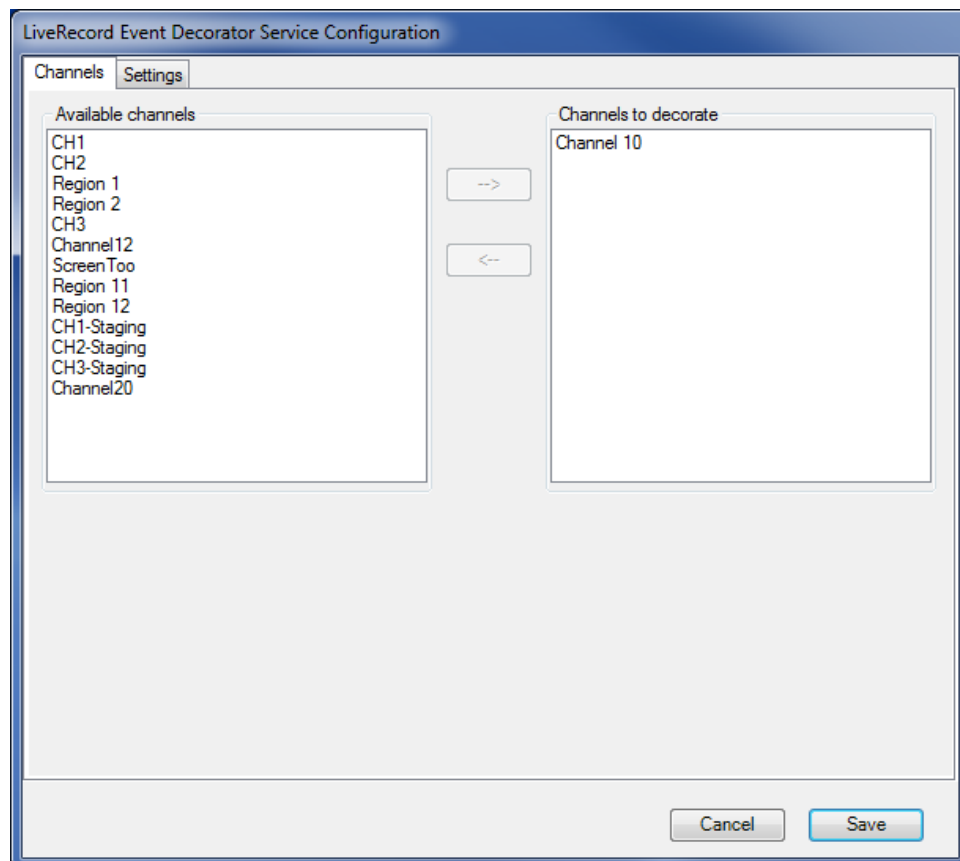 LiveRecord Event Decorator Service Configuration
Channels
Settings
Available channels
CH1
CH2
Region 1
Region 2
CH3
Channel12
ScreenToo
Region 11
Region 12
CH1-Staging
CH2-Staging
CH3-Staging
Channel20
-->
<--
Channels to decorate
Channel 10
Cancel
Save